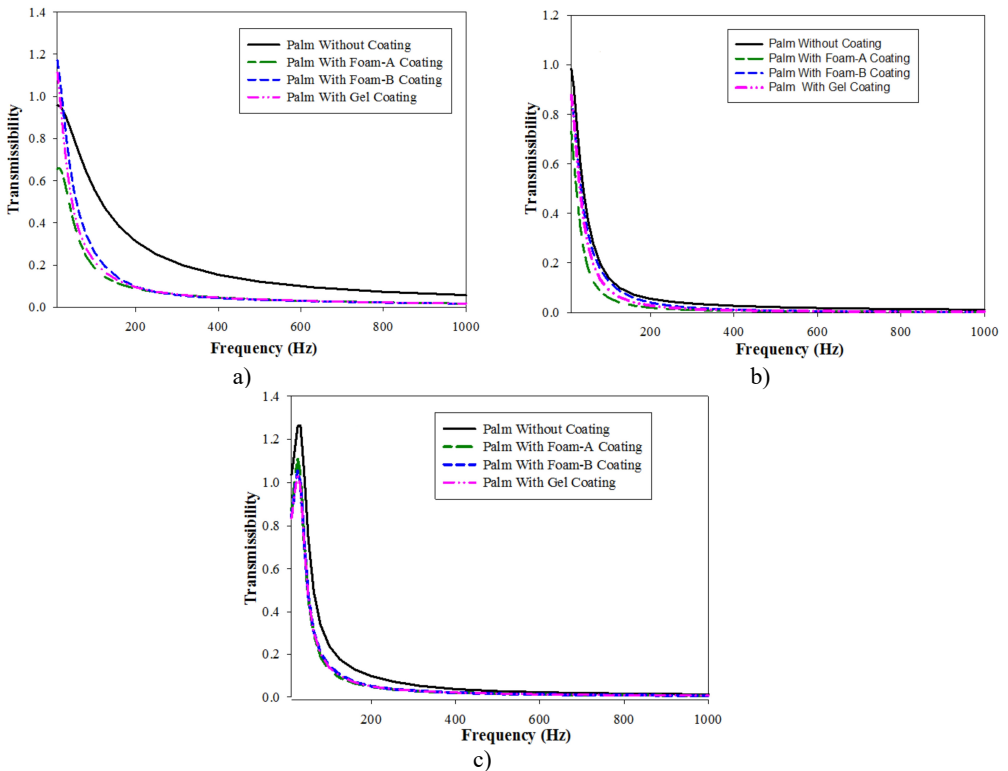 1.4
1.2
1.0
0.8
0.6
0.4
0.2
0.0
Transmissibility
Palm Without Coating
Palm With Foam-A Coating
Palm With Foam-B Coating
Palm With Gel Coating
200 400 600 800 1000
Frequency (Hz)
a)
1.2
1.0
0.8
0.6
0.4
0.2
0.0
Transmissibility
Palm Without Coating
Palm With Foam-A Coating
Palm With Foam-B Coating
Palm With Gel Coating
200 400 600 800 1000
Frequency (Hz)
b)
1.4
1.2
1.0
0.8
0.6
0.4
0.2
0.0
Transmissibility
Palm Without Coating
Palm With Foam-A Coating
Palm With Foam-B Coating
Palm With Gel Coating
200 400 600 800 1000
Frequency (Hz)
c)